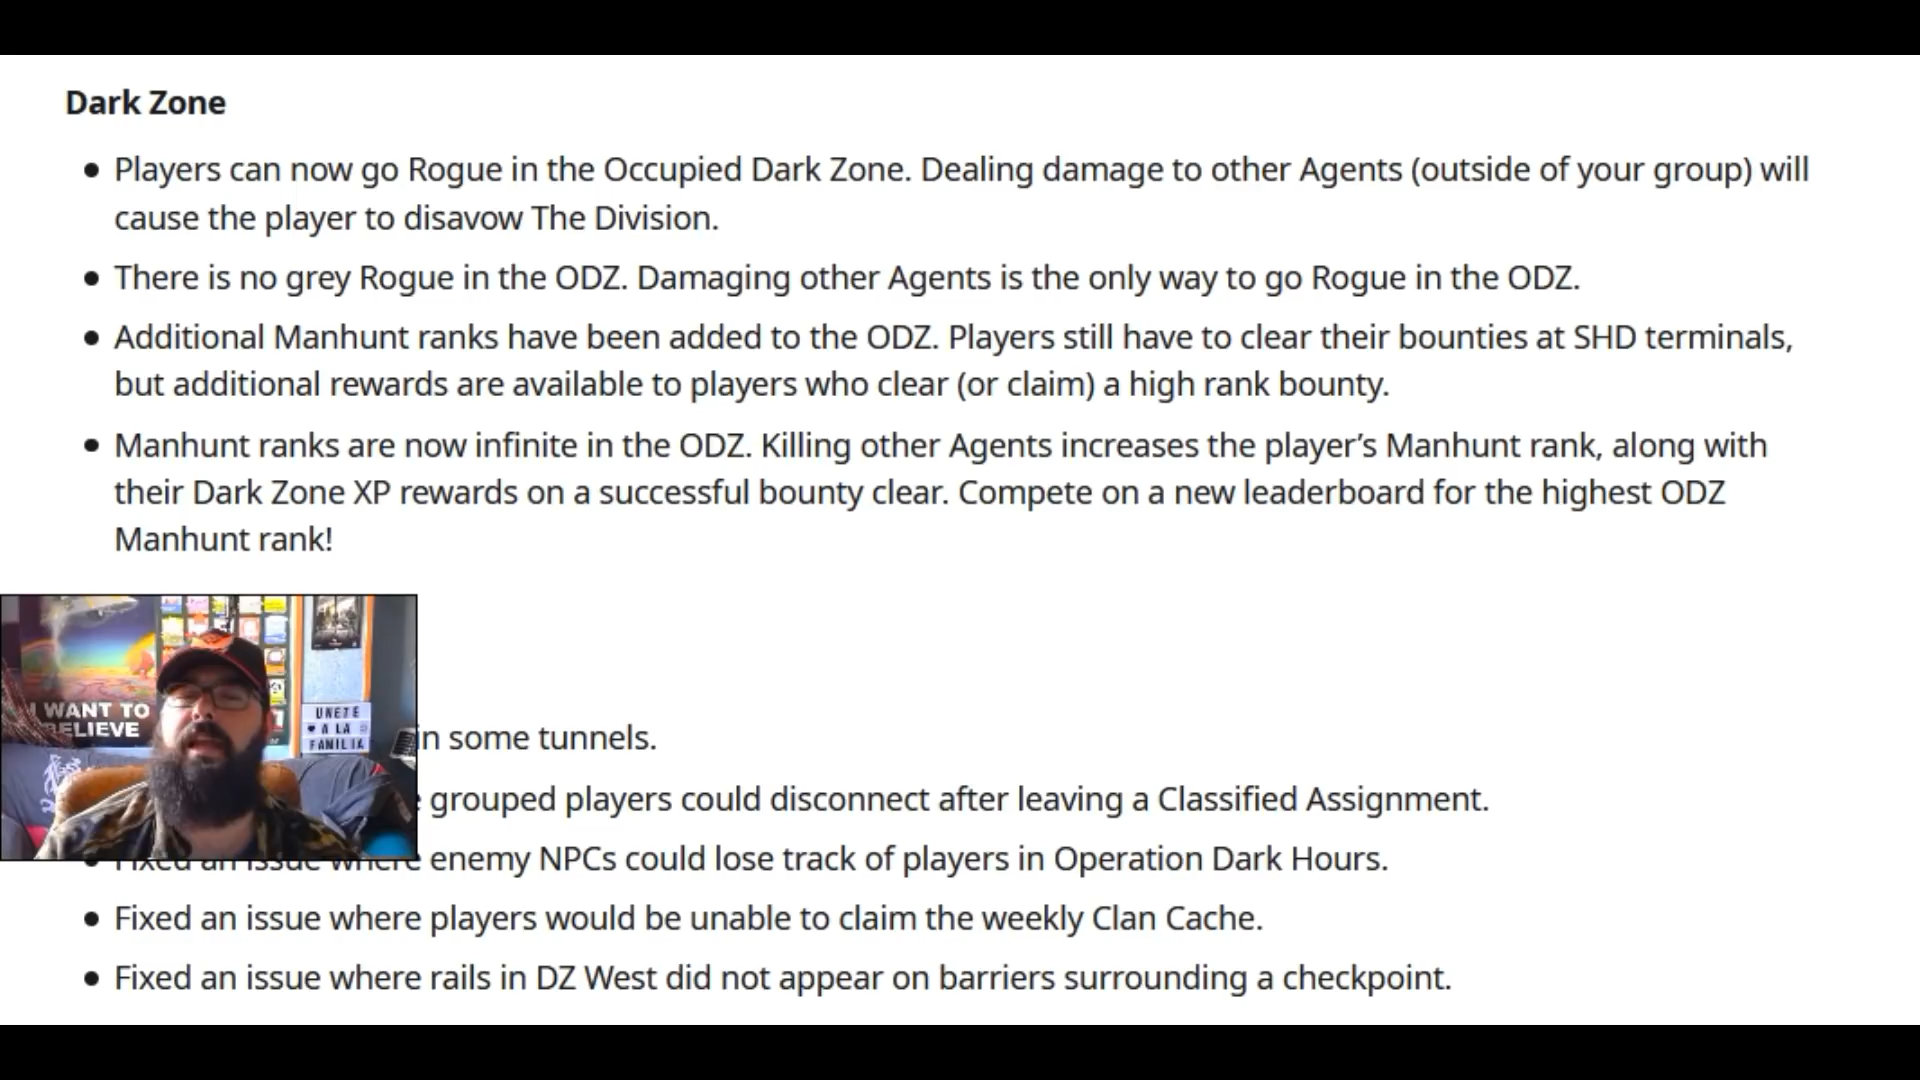 Dark Zone
● Players can now go Rogue in the Occupied Dark Zone. Dealing damage to other Agents (outside of your group) will
cause the player to disavow The Division.
● There is no grey Rogue in the ODZ. Damaging other Agents is the only way to go Rogue in the ODZ.
● Additional Manhunt ranks have been added to the ODZ. Players still have to clear their bounties at SHD terminals,
but additional rewards are available to players who clear (or claim) a high rank bounty.
● Manhunt ranks are now infinite in the ODZ. Killing other Agents increases the player’s Manhunt rank, along with
their Dark Zone XP rewards on a successful bounty clear. Compete on a new leaderboard for the highest ODZ
Manhunt rank!
I WANT TO
BELIEVE
UNETE
♥ A LA
FAMILIA
in some tunnels.
grouped players could disconnect after leaving a Classified Assignment.
● Fixed an issue where enemy NPCs could lose track of players in Operation Dark Hours.
● Fixed an issue where players would be unable to claim the weekly Clan Cache.
● Fixed an issue where rails in DZ West did not appear on barriers surrounding a checkpoint.